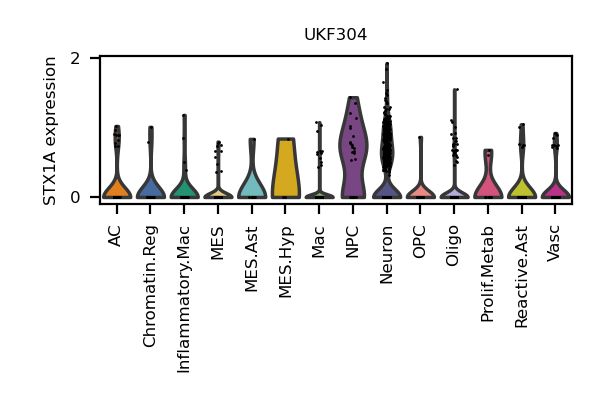 UKF304
STX1A expression
2
0
AC
Chromatin.Reg
Inflammatory.Mac
MES
MES.Ast
MES.Hyp
Mac
NPC
Neuron
OPC
Oligo
Prolif.Metab
Reactive.Ast
Vasc